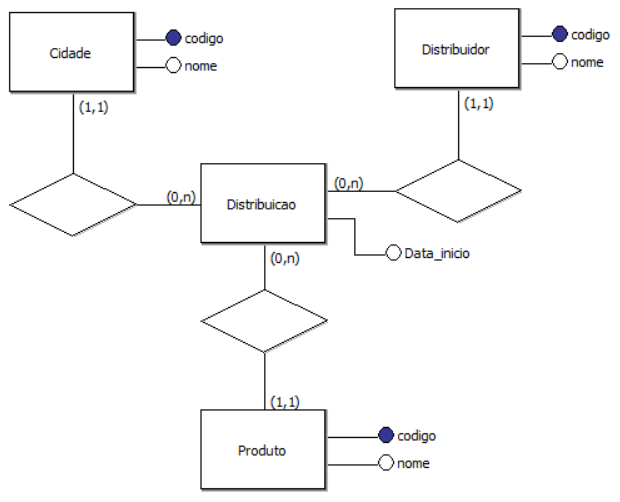 Cidade
codigo
nome
(1,1)
Distribuidor
codigo
nome
(1,1)
(0,n)
Distribuicao
(0,n)
Data_inicio
(0,n)
(1,1)
Produto
codigo
nome